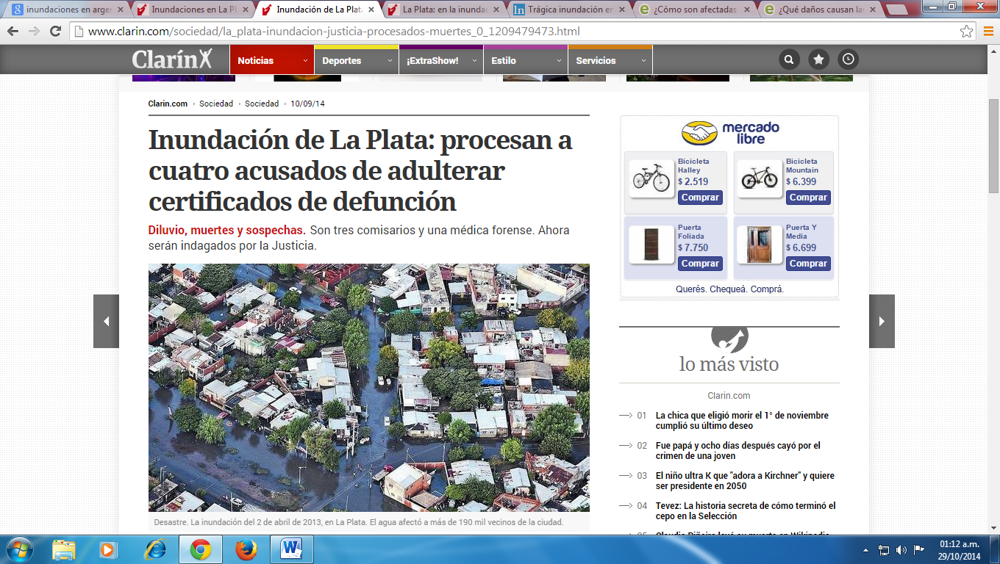 inundaciones en arge
Inundaciones en La Pl
Inundación de La Plat
La Plata: en la inunda
Trágica inundación en
¿Cómo son afectadas
¿Qué daños causan la
www.clarin.com/sociedad/la_plata-inundacion-justicia-procesados-muertes_0_1209479473.html
Clarín
Noticias
Deportes
¡ExtraShow!
Estilo
Servicios
Clarin.com › Sociedad › Sociedad › 10/09/14
Inundación de La Plata: procesan a
cuatro acusados de adulterar
certificados de defunción
Diluvio, muertes y sospechas. Son tres comisarios y una médica forense. Ahora
serán indagados por la Justicia.
Desastre. La inundación del 2 de abril de 2013, en La Plata. El agua afectó a más de 190 mil vecinos de la ciudad.
mercado
libre
Bicicleta
Halley
$ 2.519
Comprar
Bicicleta
Mountain
$ 6.399
Comprar
Puerta
Foliada
$ 7.750
Comprar
Puerta Y
Media
$ 6.699
Comprar
Querés. Chequeá. Comprá.
lo más visto
Clarin.com
01 La chica que eligió morir el 1° de noviembre
cumplió su último deseo
02 Fue papá y ocho días después cayó por el
crimen de una joven
03 El niño ultra K que "adora a Kirchner" y quiere
ser presidente en 2050
04 Tevez: La historia secreta de cómo terminó el
cepo en la Selección
01:12 a.m.
29/10/2014